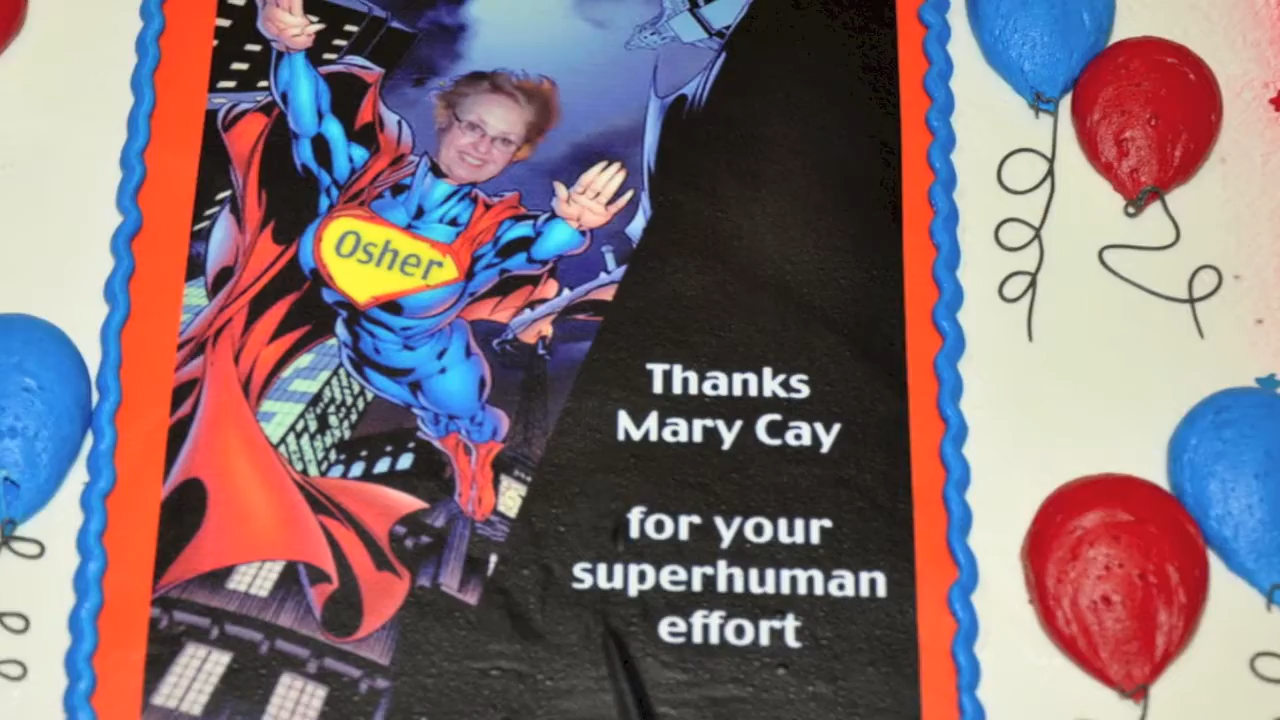 Osher
Thanks
Mary Cay
for your
superhuman
effort